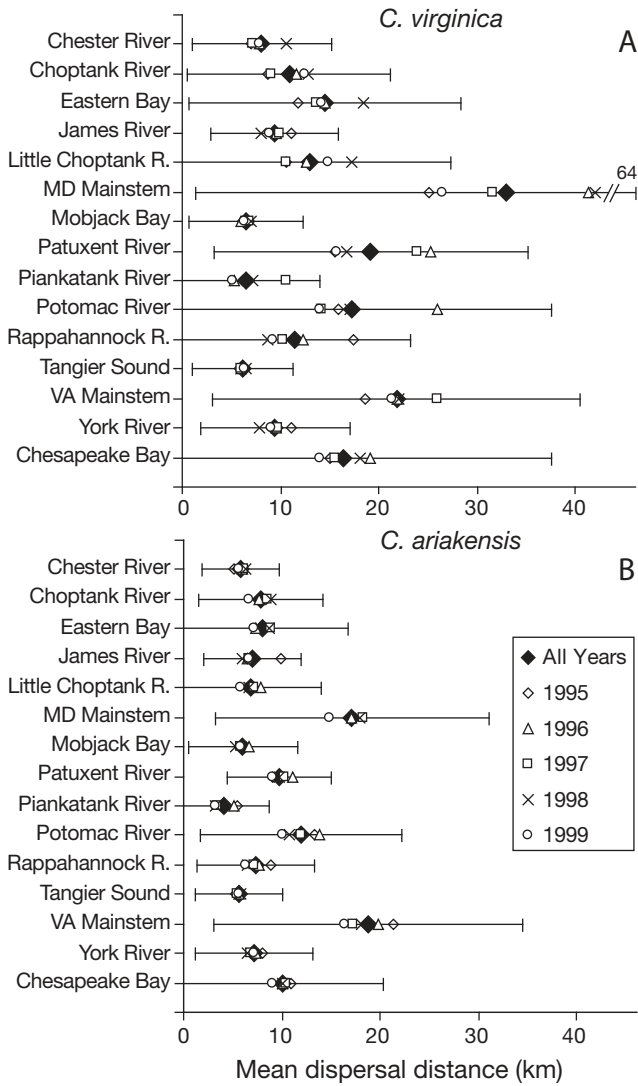 C. virginica
A
Chester River
Choptank River
Eastern Bay
James River
Little Choptank R.
MD Mainstem
64
Mobjack Bay
Patuxent River
Piankatank River
Potomac River
Rappahannock R.
Tangier Sound
VA Mainstem
York River
Chesapeake Bay
0 10 20 30 40
C. ariakensis
B
Chester River
Choptank River
Eastern Bay
James River
Little Choptank R.
MD Mainstem
Mobjack Bay
Patuxent River
Piankatank River
Potomac River
Rappahannock R.
Tangier Sound
VA Mainstem
York River
Chesapeake Bay
All Years
1995
1996
1997
1998
1999
0 10 20 30 40
Mean dispersal distance (km)